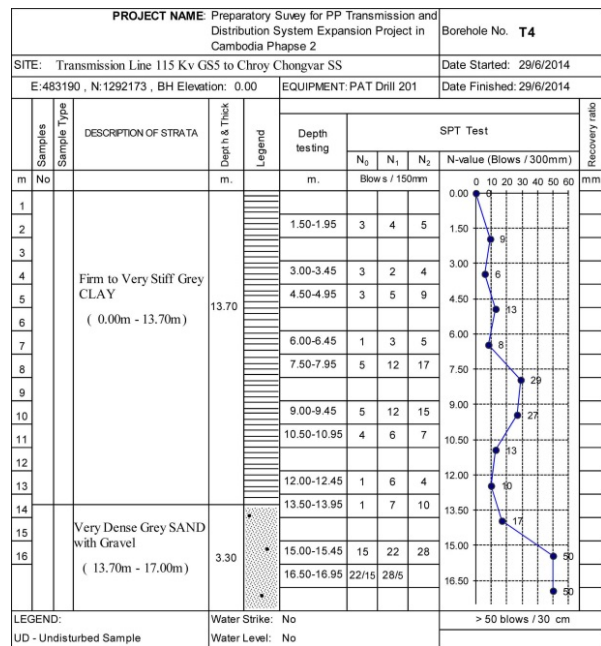 PROJECT NAME: Preparatory Suvey for PP Transmission and
Distribution System Expansion Project in
Cambodia Phapse 2
Borehole No. T4
SITE: Transmission Line 115 Kv GS5 to Chroy Chongvar SS
Date Started: 29/6/2014
E:483190 , N:1292173 , BH Elevation: 0.00
EQUIPMENT: PAT Drill 201
Date Finished: 29/6/2014
Samples
Sample Type
DESCRIPTION OF STRATA
Depth & Thick
Legend
Depth testing
SPT Test
Recovery ratio
N0 N1 N2
N-value (Blows / 300mm)
m No m. m. Blows / 150mm
mm
0 10 20 30 40 50 60
0.00
0
1
2 1.50-1.95 3 4 5 1.50
9
3
3.00
4 3.00-3.45 3 2 4
6
Firm to Very Stiff Grey
CLAY
( 0.00m - 13.70m)
13.70
5 4.50-4.95 3 5 9 4.50
13
6
6.00
7 6.00-6.45 1 3 5
8
8 7.50-7.95 5 12 17 7.50
29
9
9.00
10 9.00-9.45 5 12 15
27
11 10.50-10.95 4 6 7 10.50
13
12
12.00
13 12.00-12.45 1 6 4
10
14 13.50-13.95 1 7 10 13.50
17
15
Very Dense Grey SAND
with Gravel
( 13.70m - 17.00m)
3.30
15.00
16 15.00-15.45 15 22 28
50
16.50-16.95 22/15 28/5
16.50
50
LEGEND:
Water Strike: No
> 50 blows / 30 cm
UD - Undisturbed Sample
Water Level: No